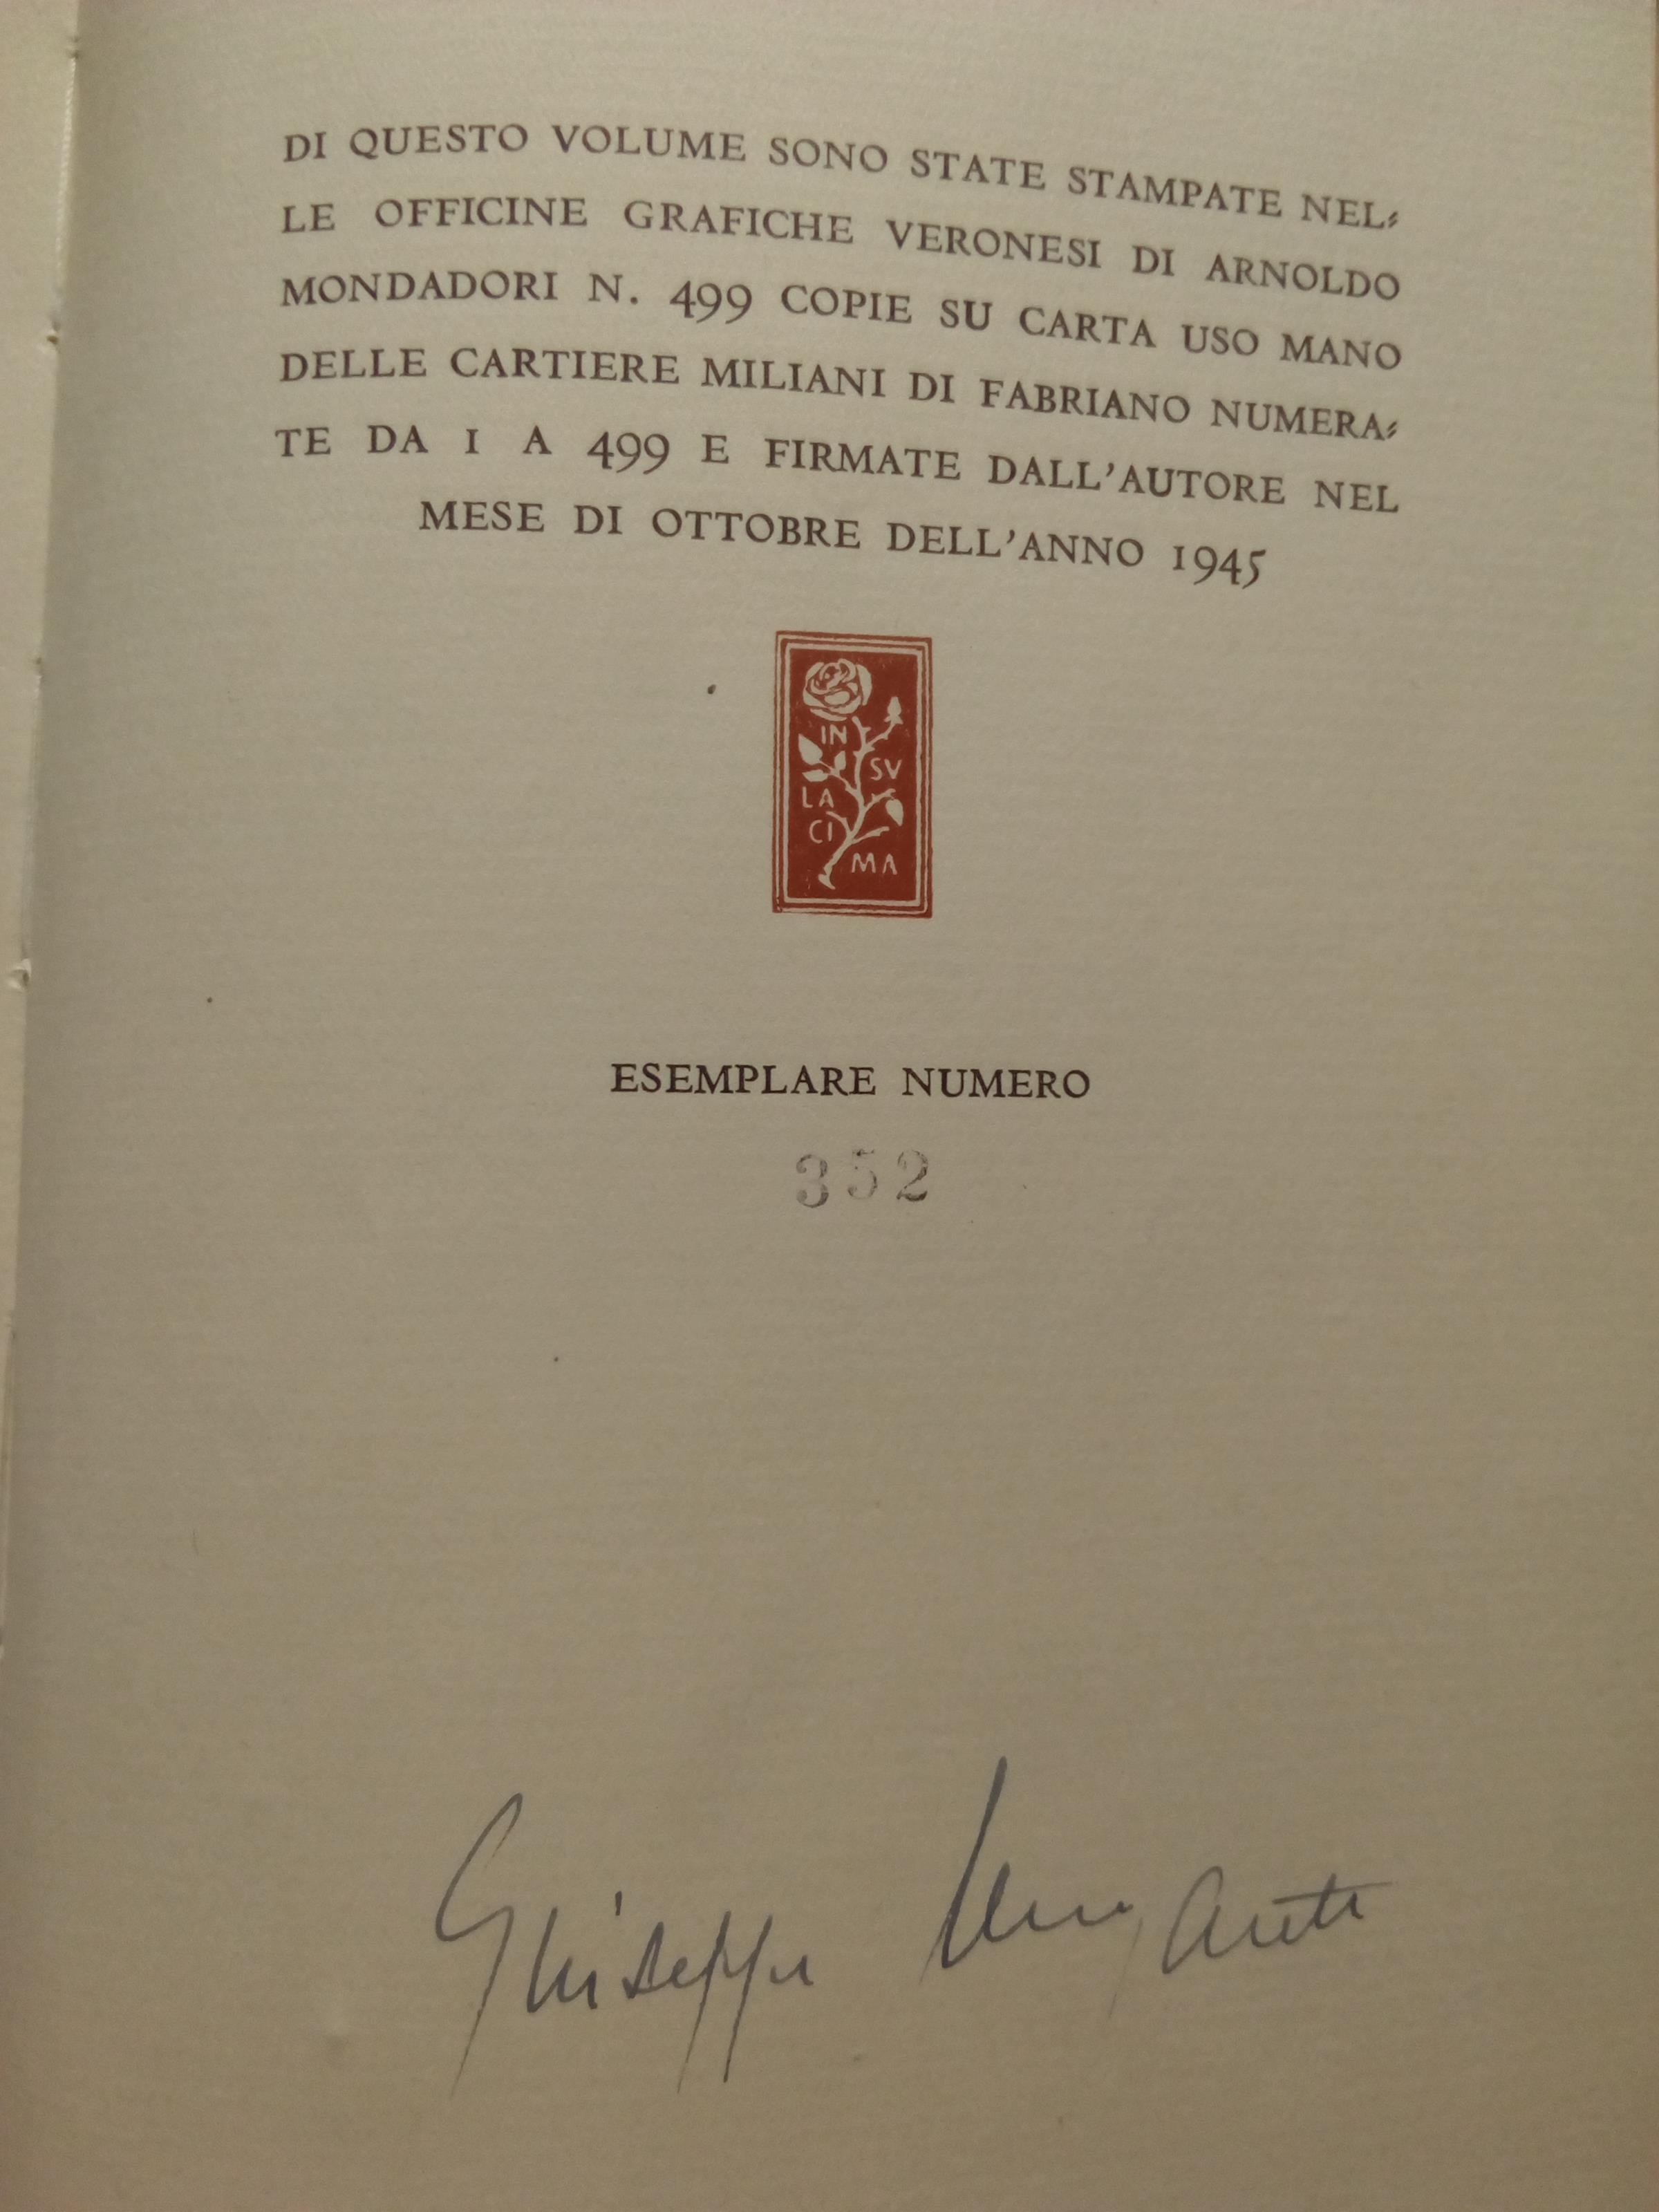 DI QUESTO VOLUME SONO STATE STAMPATE NEL⸗
LE OFFICINE GRAFICHE VERONESI DI ARNOLDO
MONDADORI N. 499 COPIE SU CARTA USO MANO
DELLE CARTIERE MILIANI DI FABRIANO NUMERA⸗
TE DA 1 A 499 E FIRMATE DALL'AUTORE NEL
MESE DI OTTOBRE DELL'ANNO 1945
IN
SV
LA
CI
MA
ESEMPLARE NUMERO
352
Giuseppe Ungaretti